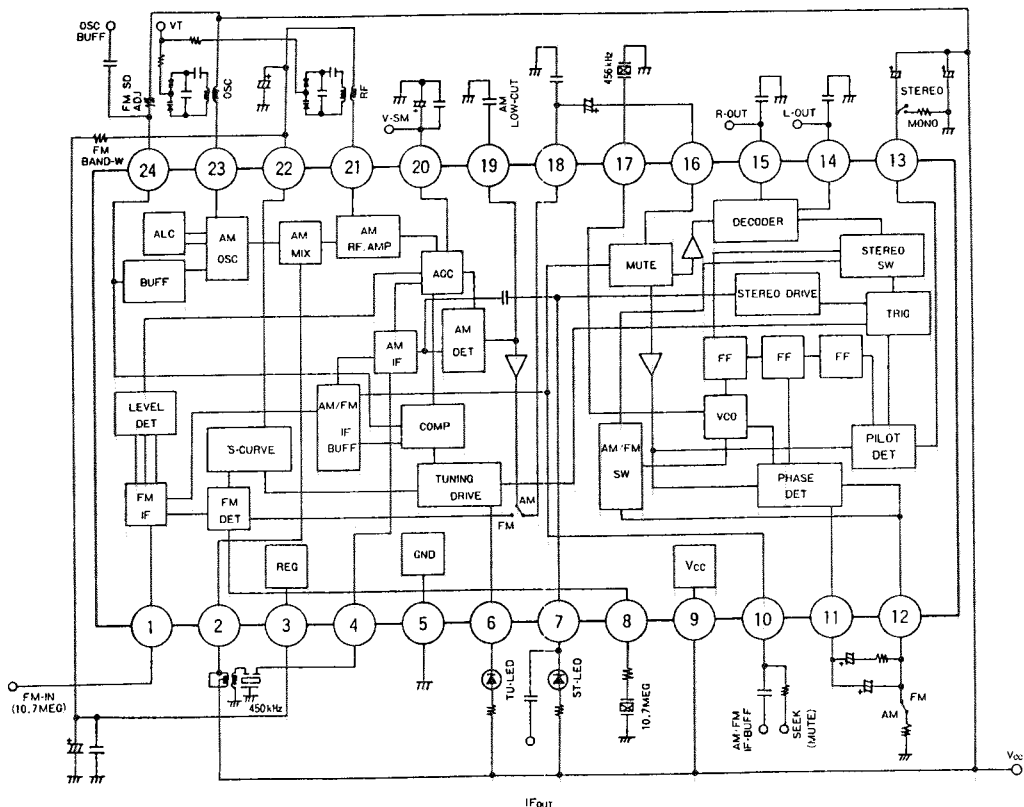 OSC
BUFF
VT
FM SD
ADJ
OSC
RF
V-SM
AM
LOW-CUT
456kHz
R-OUT
L-OUT
STEREO
MONO
FM
BAND-W
24
23
22
21
20
19
18
17
16
15
14
13
ALC
AM
OSC
AM
MIX
AM
RF.AMP
BUFF
AGC
AM
DET
AM
IF
MUTE
DECODER
STEREO
SW
STEREO DRIVE
TRIG
FF
FF
FF
LEVEL
DET
AM/FM
IF
BUFF
COMP
VCO
S-CURVE
AM/FM
SW
PILOT
DET
TUNING
DRIVE
PHASE
DET
FM
IF
FM
DET
FM
AM
REG
GND
Vcc
1
2
3
4
5
6
7
8
9
10
11
12
FM-IN
(10.7MEG)
450kHz
TU-LED
ST-LED
10.7MEG
AM/FM
IF-BUFF
SEEK
(MUTE)
FM
AM
Vcc
IFOUT